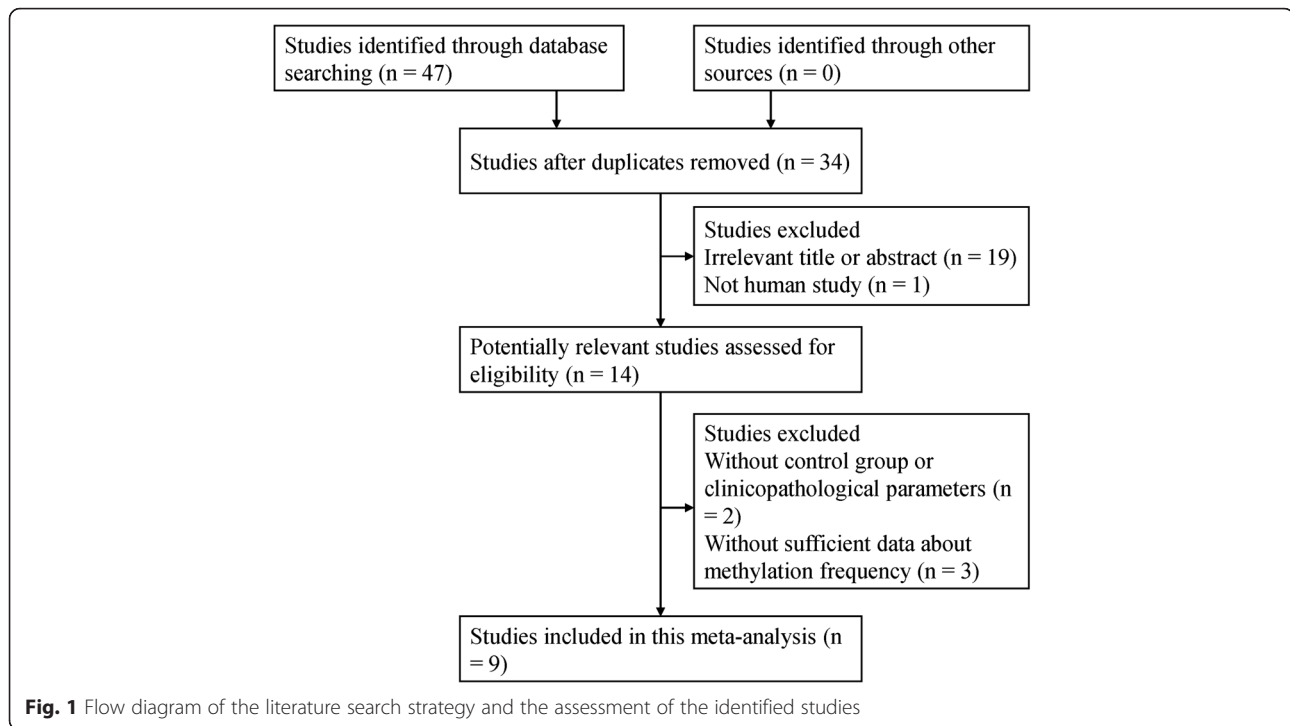 Studies identified through database
searching (n = 47)
Studies identified through other
sources (n = 0)
Studies after duplicates removed (n = 34)
Studies excluded
Irrelevant title or abstract (n = 19)
Not human study (n = 1)
Potentially relevant studies assessed for
eligibility (n = 14)
Studies excluded
Without control group or
clinicopathological parameters (n
= 2)
Without sufficient data about
methylation frequency (n = 3)
Studies included in this meta-analysis (n
= 9)
Fig. 1 Flow diagram of the literature search strategy and the assessment of the identified studies